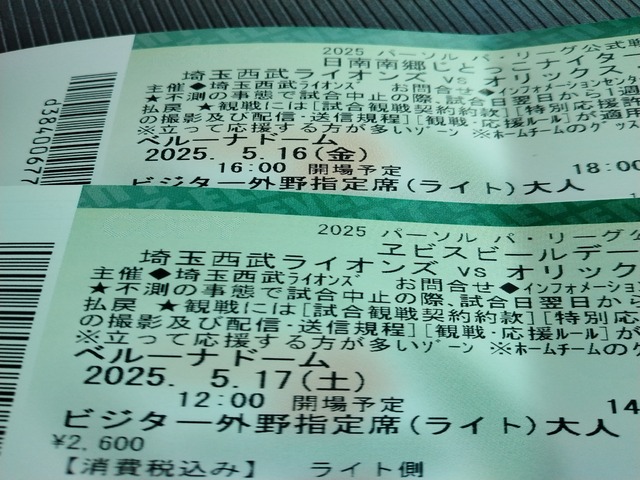 2025 パーソル パ・リーグ公式戦
日南南郷じとっこナイター
埼玉西武ライオンズ vs オリックス
主催◆埼玉西武ライオンズ お問合せ◆インフォメーションセンタ
★不測の事態で試合中止の際、試合日翌日から1週
払戻 ★観戦には[試合観戦契約約款][特別応援許
の撮影及び配信・送信規程][観戦・応援ルール]が適用
※立って応援する方が多いゾーン ※ホームチームのグッズ
ベルーナドーム
2025. 5.16(金)
16:00 開場予定 18:00
ビジター外野指定席(ライト)大人
2025 パーソル パ・リーグ公
ヱビスビールデー
埼玉西武ライオンズ vs オリック
主催◆埼玉西武ライオンズ お問合せ◆インフォメーション
★不測の事態で試合中止の際、試合日翌日から
払戻 ★観戦には[試合観戦契約約款][特別応
の撮影及び配信・送信規程][観戦・応援ルール]が
※立って応援する方が多いゾーン ※ホームチームの
ベルーナドーム
2025. 5.17(土)
12:00 開場予定 14
ビジター外野指定席(ライト)大人
¥2,600
【消費税込み】 ライト側